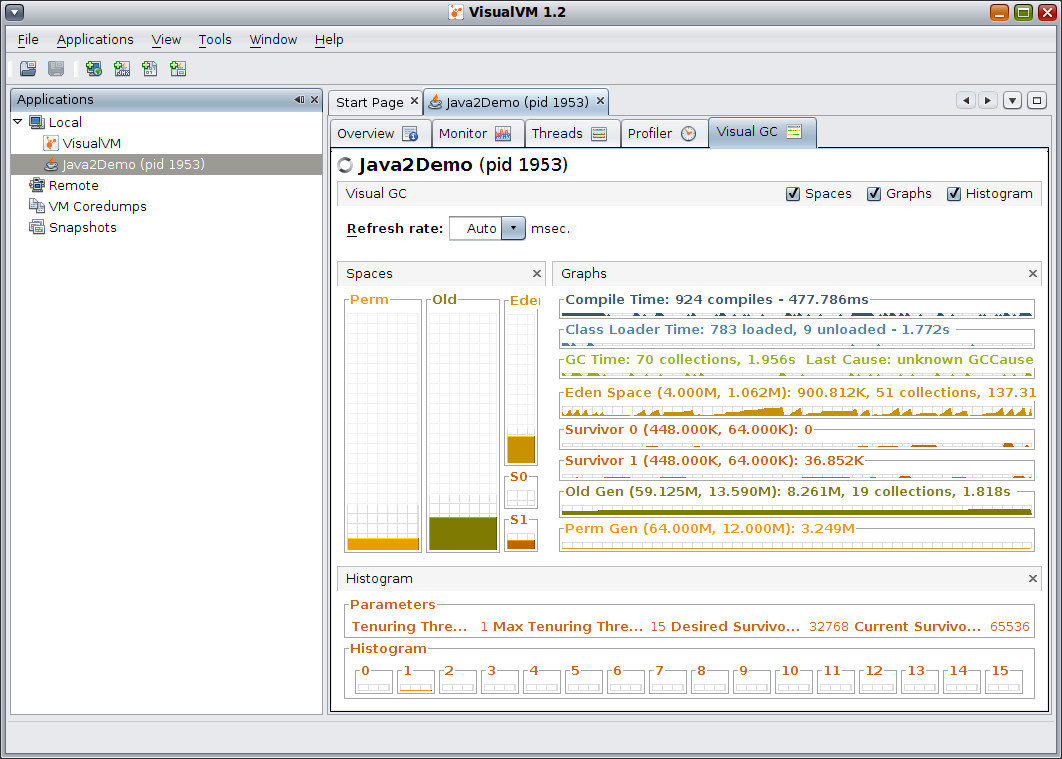 VisualVM 1.2
File Applications View Tools Window Help
Applications
Local
VisualVM
Java2Demo (pid 1953)
Remote
VM Coredumps
Snapshots
Start Page Java2Demo (pid 1953)
Overview Monitor Threads Profiler Visual GC
Java2Demo (pid 1953)
Visual GC Spaces Graphs Histogram
Refresh rate: Auto msec.
Spaces
Perm Old Eden
S0
S1
Graphs
Compile Time: 924 compiles - 477.786ms
Class Loader Time: 783 loaded, 9 unloaded - 1.772s
GC Time: 70 collections, 1.956s Last Cause: unknown GCCause
Eden Space (4.000M, 1.062M): 900.812K, 51 collections, 137.31
Survivor 0 (448.000K, 64.000K): 0
Survivor 1 (448.000K, 64.000K): 36.852K
Old Gen (59.125M, 13.590M): 8.261M, 19 collections, 1.818s
Perm Gen (64.000M, 12.000M): 3.249M
Histogram
Parameters
Tenuring Thre... 1 Max Tenuring Thre... 15 Desired Survivo... 32768 Current Survivo... 65536
Histogram
0 1 2 3 4 5 6 7 8 9 10 11 12 13 14 15